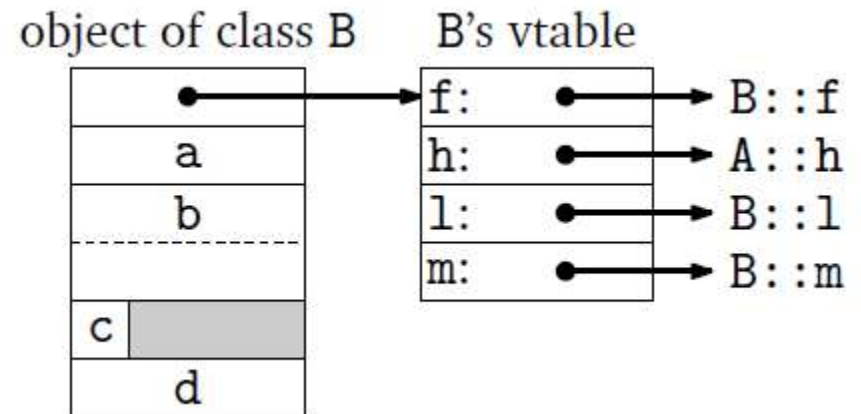 object of class B B's vtable
f: B::f
a h: A::h
b l: B::l
m: B::m
c
d